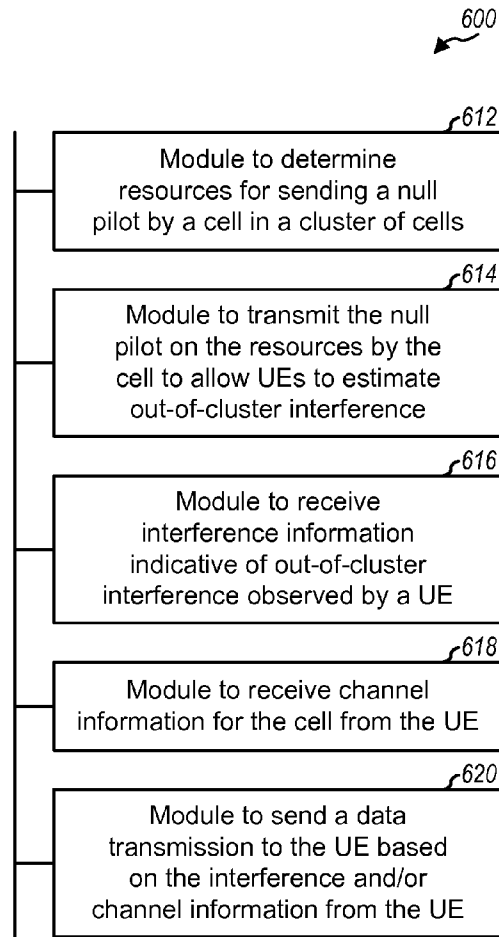 600
612
Module to determine
resources for sending a null
pilot by a cell in a cluster of cells
614
Module to transmit the null
pilot on the resources by the
cell to allow UEs to estimate
out-of-cluster interference
616
Module to receive
interference information
indicative of out-of-cluster
interference observed by a UE
618
Module to receive channel
information for the cell from the UE
620
Module to send a data
transmission to the UE based
on the interference and/or
channel information from the UE